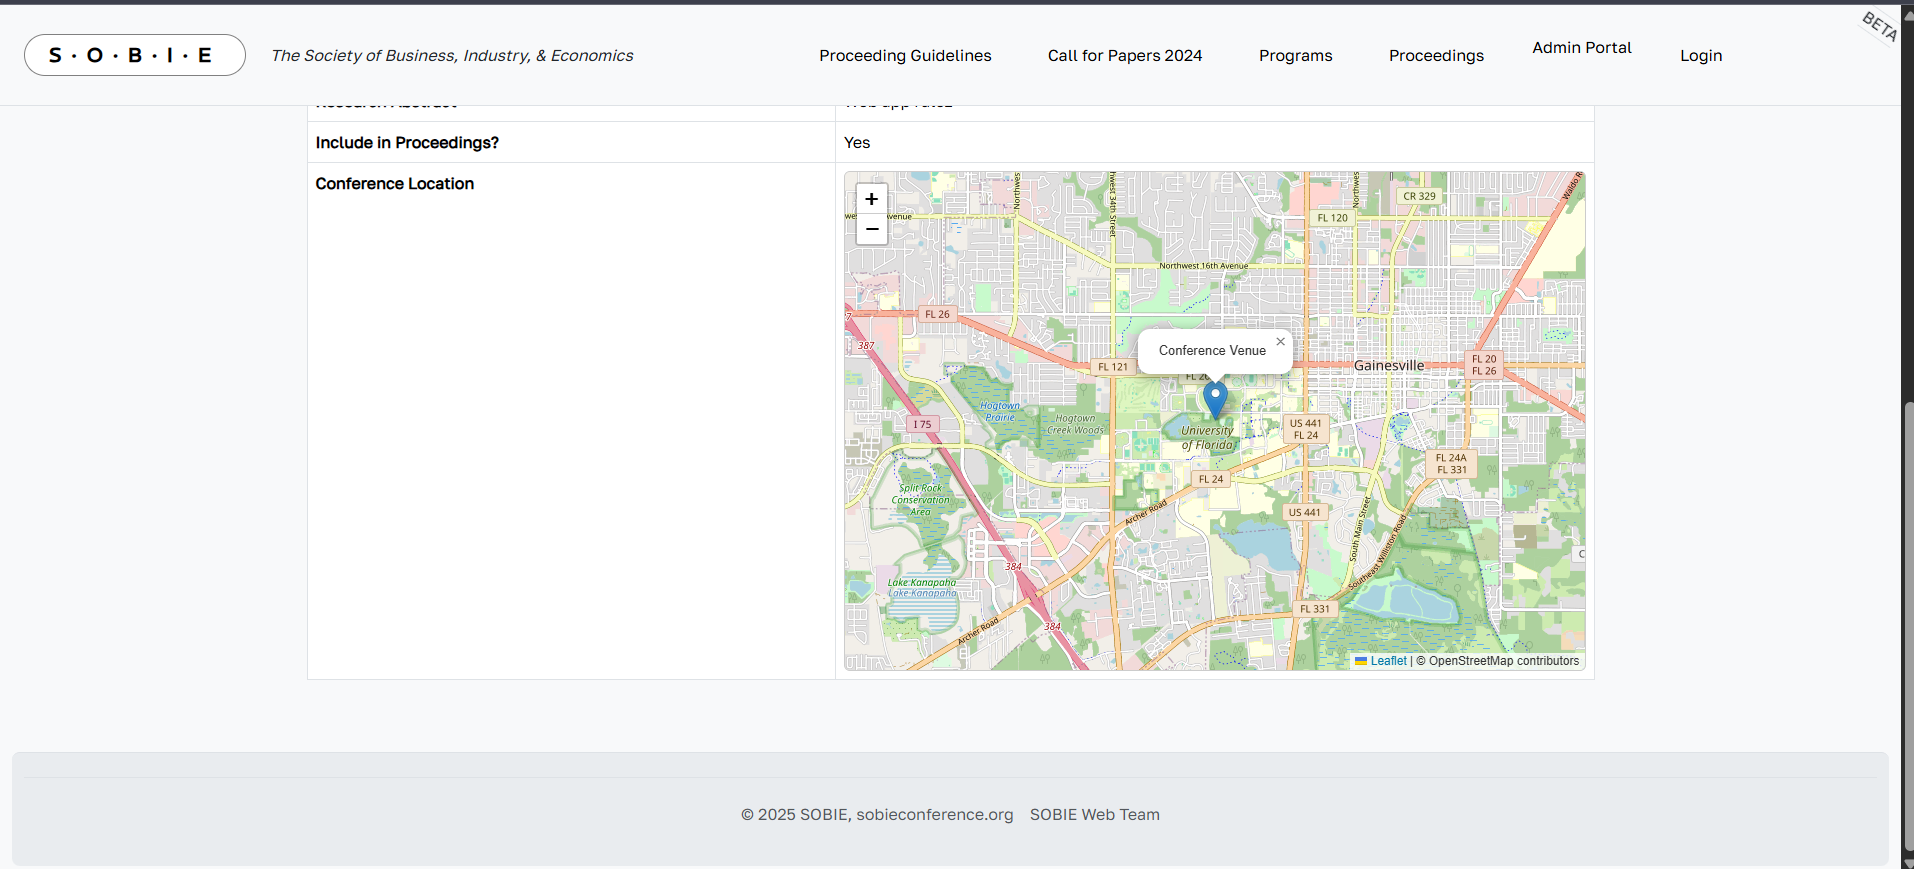 BETA
S · O · B · I · E
The Society of Business, Industry, & Economics
Proceeding Guidelines
Call for Papers 2024
Programs
Proceedings
Admin Portal
Login
Include in Proceedings?
Yes
Conference Location
+
−
CR 329
FL 120
Northwest 34th Street
Northwest 16th Avenue
FL 26
387
Conference Venue
×
FL 121
Gainesville
FL 20
FL 26
Hogtown
Prairie
Hogtown
Creek Woods
I 75
University
of Florida
US 441
FL 24
FL 24A
FL 331
FL 24
Split Rock
Conservation
Area
Archer Road
US 441
South Main Street
Southeast Williston Road
384
Lake Kanapaha
Lake Kanapaha
FL 331
Archer Road
384
Leaflet | © OpenStreetMap contributors
© 2025 SOBIE, sobieconference.org
SOBIE Web Team